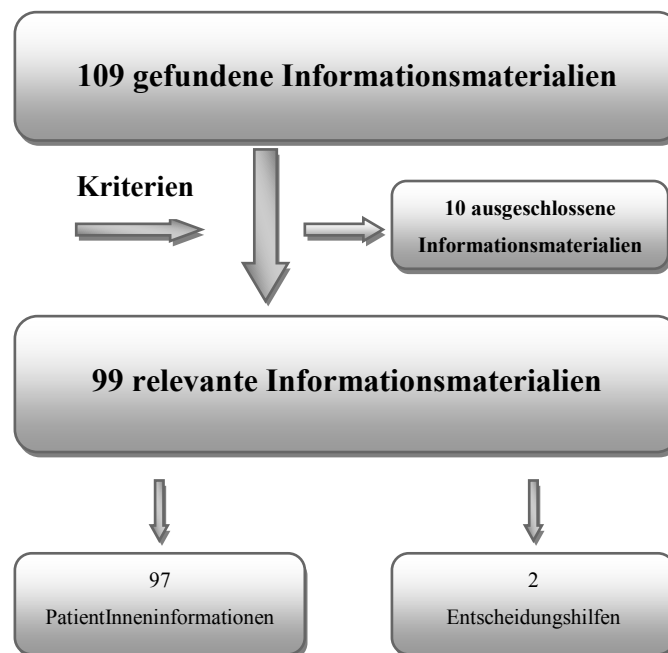 109 gefundene Informationsmaterialien
Kriterien
10 ausgeschlossene
Informationsmaterialien
99 relevante Informationsmaterialien
97
PatientInneninformationen
2
Entscheidungshilfen